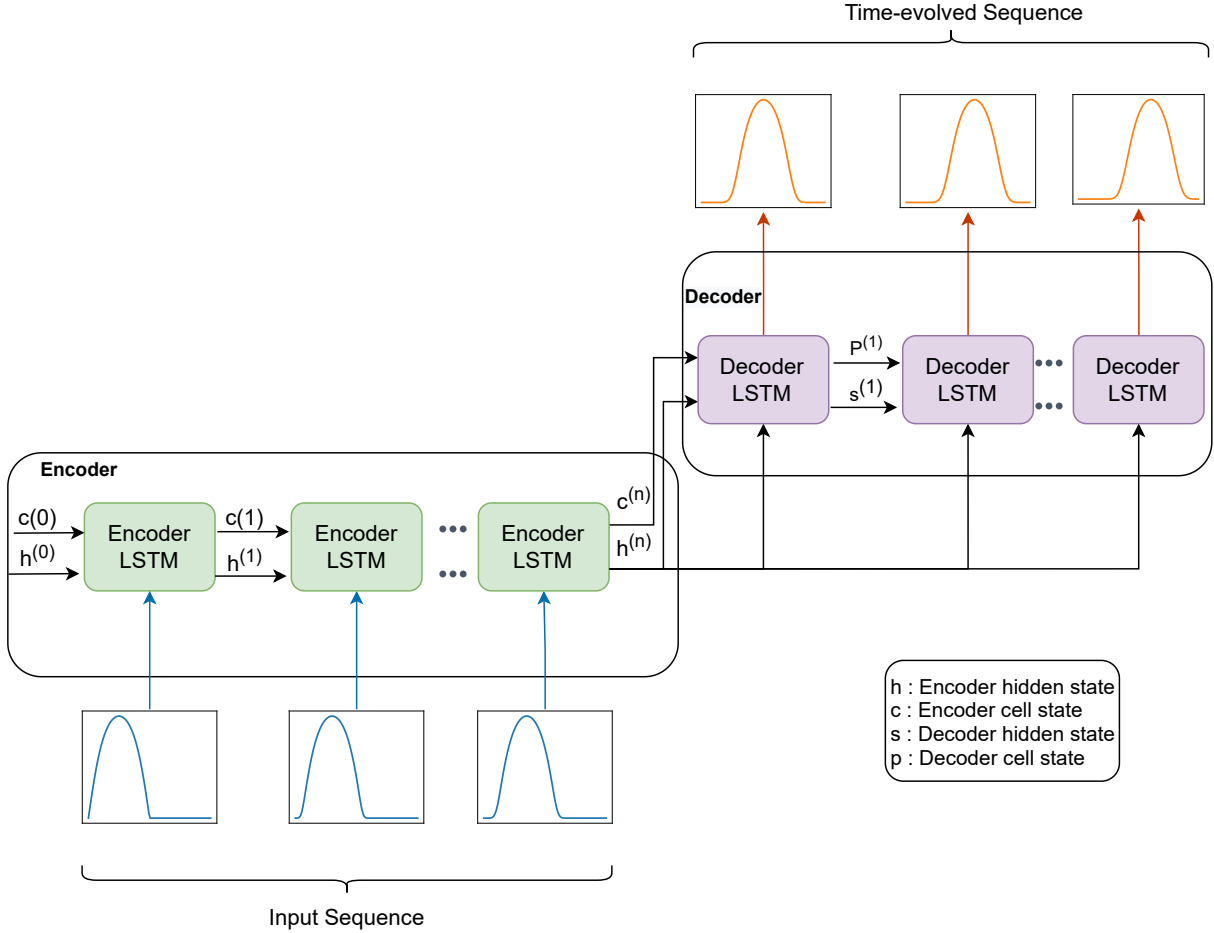 Time-evolved Sequence
Decoder
Decoder
LSTM
P(1)
s(1)
Decoder
LSTM
Decoder
LSTM
Encoder
c(0)
h(0)
Encoder
LSTM
c(1)
h(1)
Encoder
LSTM
Encoder
LSTM
c(n)
h(n)
h : Encoder hidden state
c : Encoder cell state
s : Decoder hidden state
p : Decoder cell state
Input Sequence